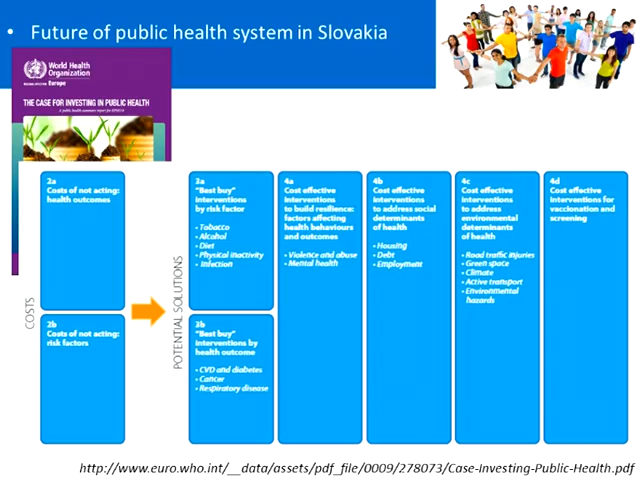 • Future of public health system in Slovakia
World Health
Organization
Europe
THE CASE FOR INVESTING IN PUBLIC HEALTH
COSTS
2a
Costs of not acting:
health outcomes
2b
Costs of not acting:
risk factors
POTENTIAL SOLUTIONS
3a
"Best buy"
interventions
by risk factor
• Tobacco
• Alcohol
• Diet
• Physical inactivity
• Infection
3b
"Best buy"
interventions by
health outcome
• CVD and diabetes
• Cancer
• Respiratory disease
4a
Cost effective
interventions
to build resilience:
factors affecting
health behaviours
and outcomes
• Violence and abuse
• Mental health
4b
Cost effective
interventions
to address social
determinants
of health
• Housing
• Debt
• Employment
4c
Cost effective
interventions
to address
environmental
determinants
of health
• Road traffic injuries
• Green space
• Climate
• Active transport
• Environmental
hazards
4d
Cost effective
interventions for
vaccionation and
screening
http://www.euro.who.int/__data/assets/pdf_file/0009/278073/Case-Investing-Public-Health.pdf